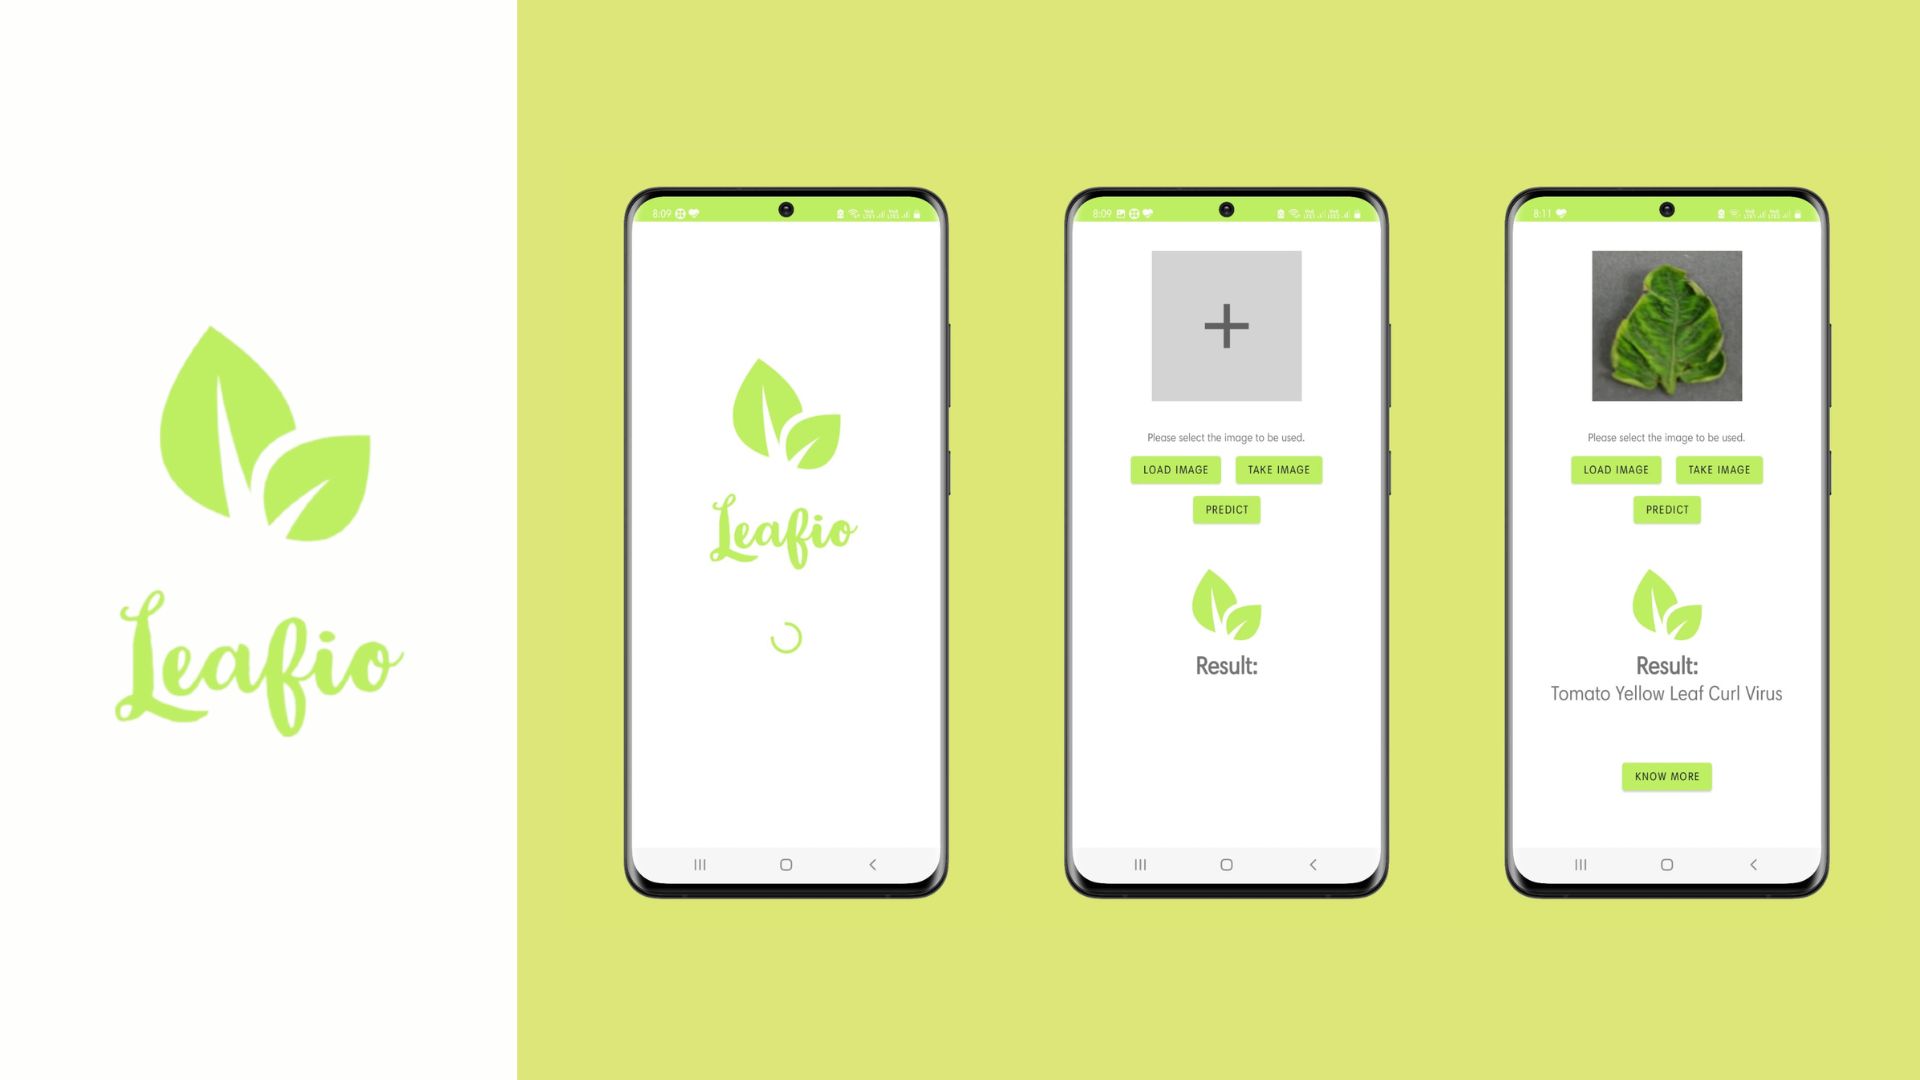 Leafio
8:09
Leafio
8:09
Please select the image to be used.
LOAD IMAGE TAKE IMAGE
PREDICT
Result:
8:11
Please select the image to be used.
LOAD IMAGE TAKE IMAGE
PREDICT
Result:
Tomato Yellow Leaf Curl Virus
KNOW MORE